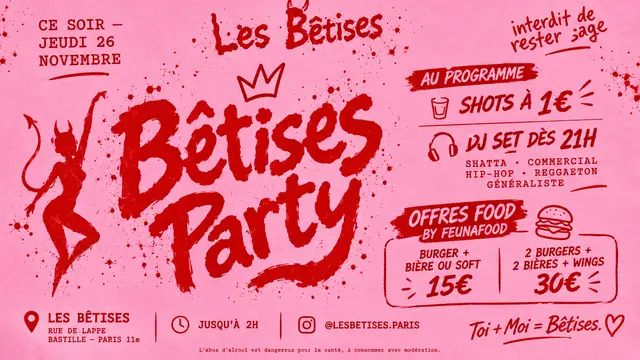 CE SOIR –
JEUDI 26
NOVEMBRE
Les Bêtises
interdit de
rester sage
Bêtises
Party
AU PROGRAMME
SHOTS À 1€
DJ SET DÈS 21H
SHATTA · COMMERCIAL
HIP-HOP · REGGAETON
GÉNÉRALISTE
OFFRES FOOD
BY FEUNAFOOD
BURGER +
BIÈRE OU SOFT
15€
2 BURGERS +
2 BIÈRES + WINGS
30€
LES BÊTISES
RUE DE LAPPE
BASTILLE - PARIS 11e
JUSQU'À 2H
@LESBETISES.PARIS
Toi + Moi = Bêtises.
L'abus d'alcool est dangereux pour la santé, à consommer avec modération.